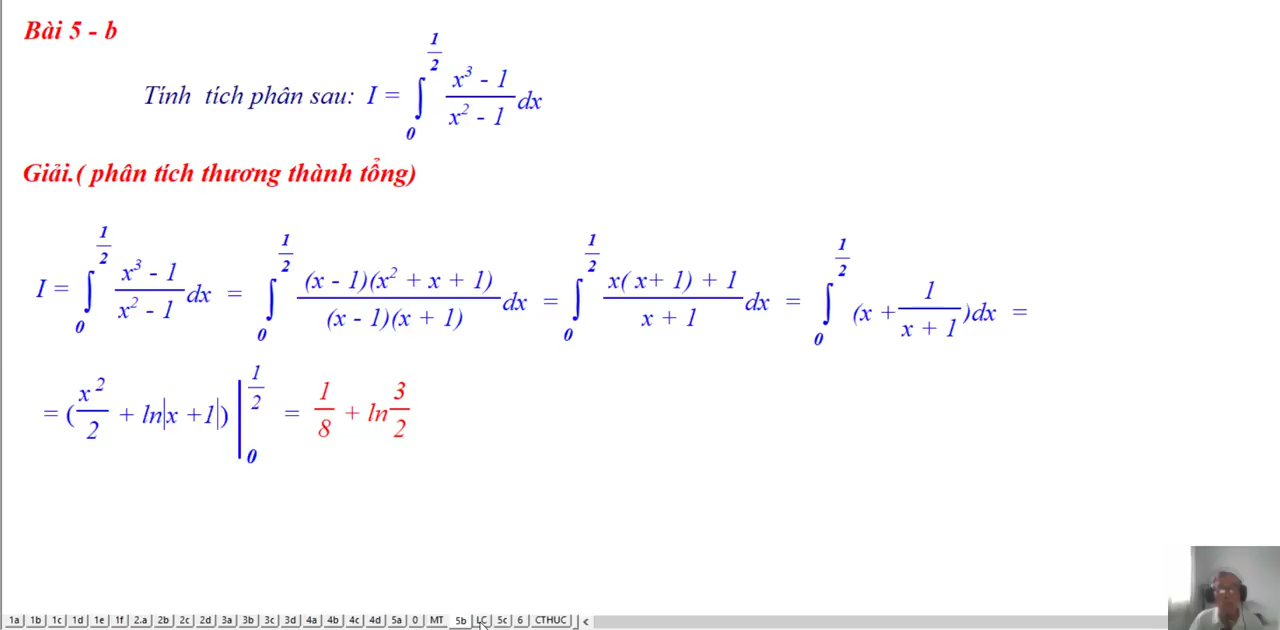 Bài 5 - b
Tính tích phân sau: I = ∫₀^{1/2} (x³ - 1)/(x² - 1) dx
Giải.( phân tích thương thành tổng)
I = ∫₀^{1/2} (x³ - 1)/(x² - 1) dx = ∫₀^{1/2} ((x - 1)(x² + x + 1))/((x - 1)(x + 1)) dx = ∫₀^{1/2} (x( x+ 1) + 1)/(x + 1) dx = ∫₀^{1/2} (x + 1/(x + 1))dx =
= (x²/2 + ln|x +1|) |₀^{1/2} = 1/8 + ln 3/2
1a 1b 1c 1d 1e 1f 2.a 2b 2c 2d 3a 3b 3c 3d 4a 4b 4c 4d 5a 0 MT 5b LC 5c 6 CTHUC <